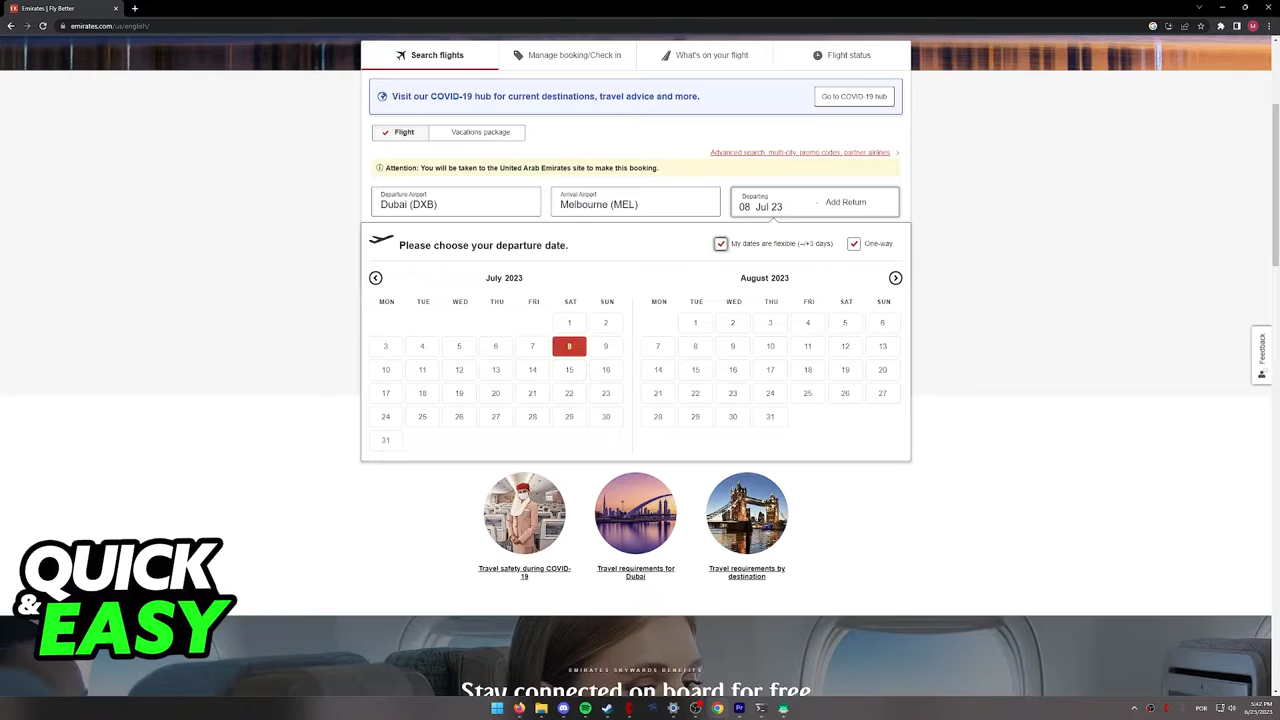 Emirates | Fly Better
emirates.com/us/english/
Search flights
Manage booking/Check in
What's on your flight
Flight status
Visit our COVID-19 hub for current destinations, travel advice and more.
Go to COVID-19 hub
Flight
Vacations package
Advanced search: multi-city, promo codes, partner airlines
Attention: You will be taken to the United Arab Emirates site to make this booking.
Departure Airport
Dubai (DXB)
Arrival Airport
Melbourne (MEL)
Departing
08 Jul 23
- Add Return
Please choose your departure date.
My dates are flexible (–/+3 days)
One-way
July 2023
MON TUE WED THU FRI SAT SUN
1 2
3 4 5 6 7 8 9
10 11 12 13 14 15 16
17 18 19 20 21 22 23
24 25 26 27 28 29 30
31
August 2023
MON TUE WED THU FRI SAT SUN
1 2 3 4 5 6
7 8 9 10 11 12 13
14 15 16 17 18 19 20
21 22 23 24 25 26 27
28 29 30 31
Feedback
Travel safety during COVID-
19
Travel requirements for
Dubai
Travel requirements by
destination
QUICK
& EASY
EMIRATES SKYWARDS BENEFITS
Stay connected on board for free
POR
5:42 PM
6/23/2023